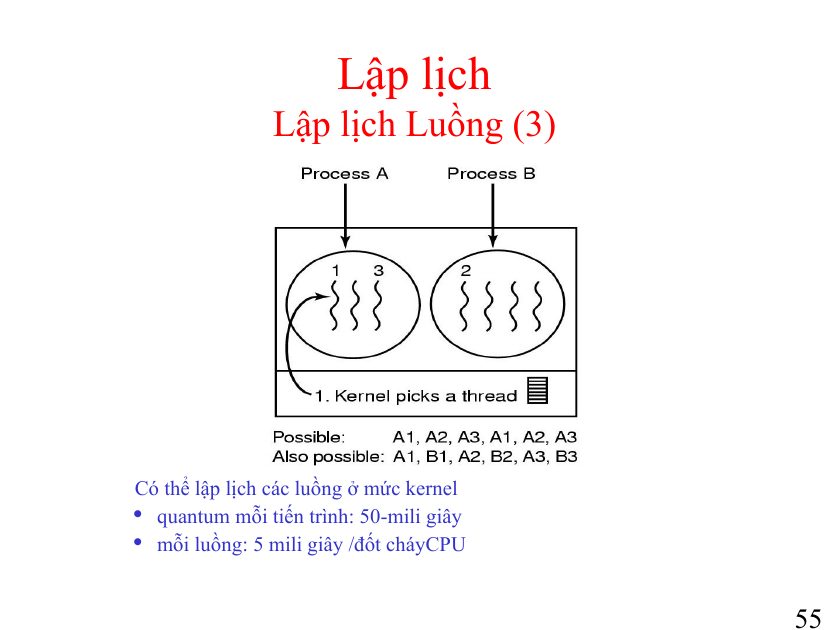 Lập lịch
Lập lịch Luồng (3)
Process A Process B
1 3 2
1. Kernel picks a thread
Possible: A1, A2, A3, A1, A2, A3
Also possible: A1, B1, A2, B2, A3, B3
Có thể lập lịch các luồng ở mức kernel
• quantum mỗi tiến trình: 50-mili giây
• mỗi luồng: 5 mili giây /đốt cháyCPU
55